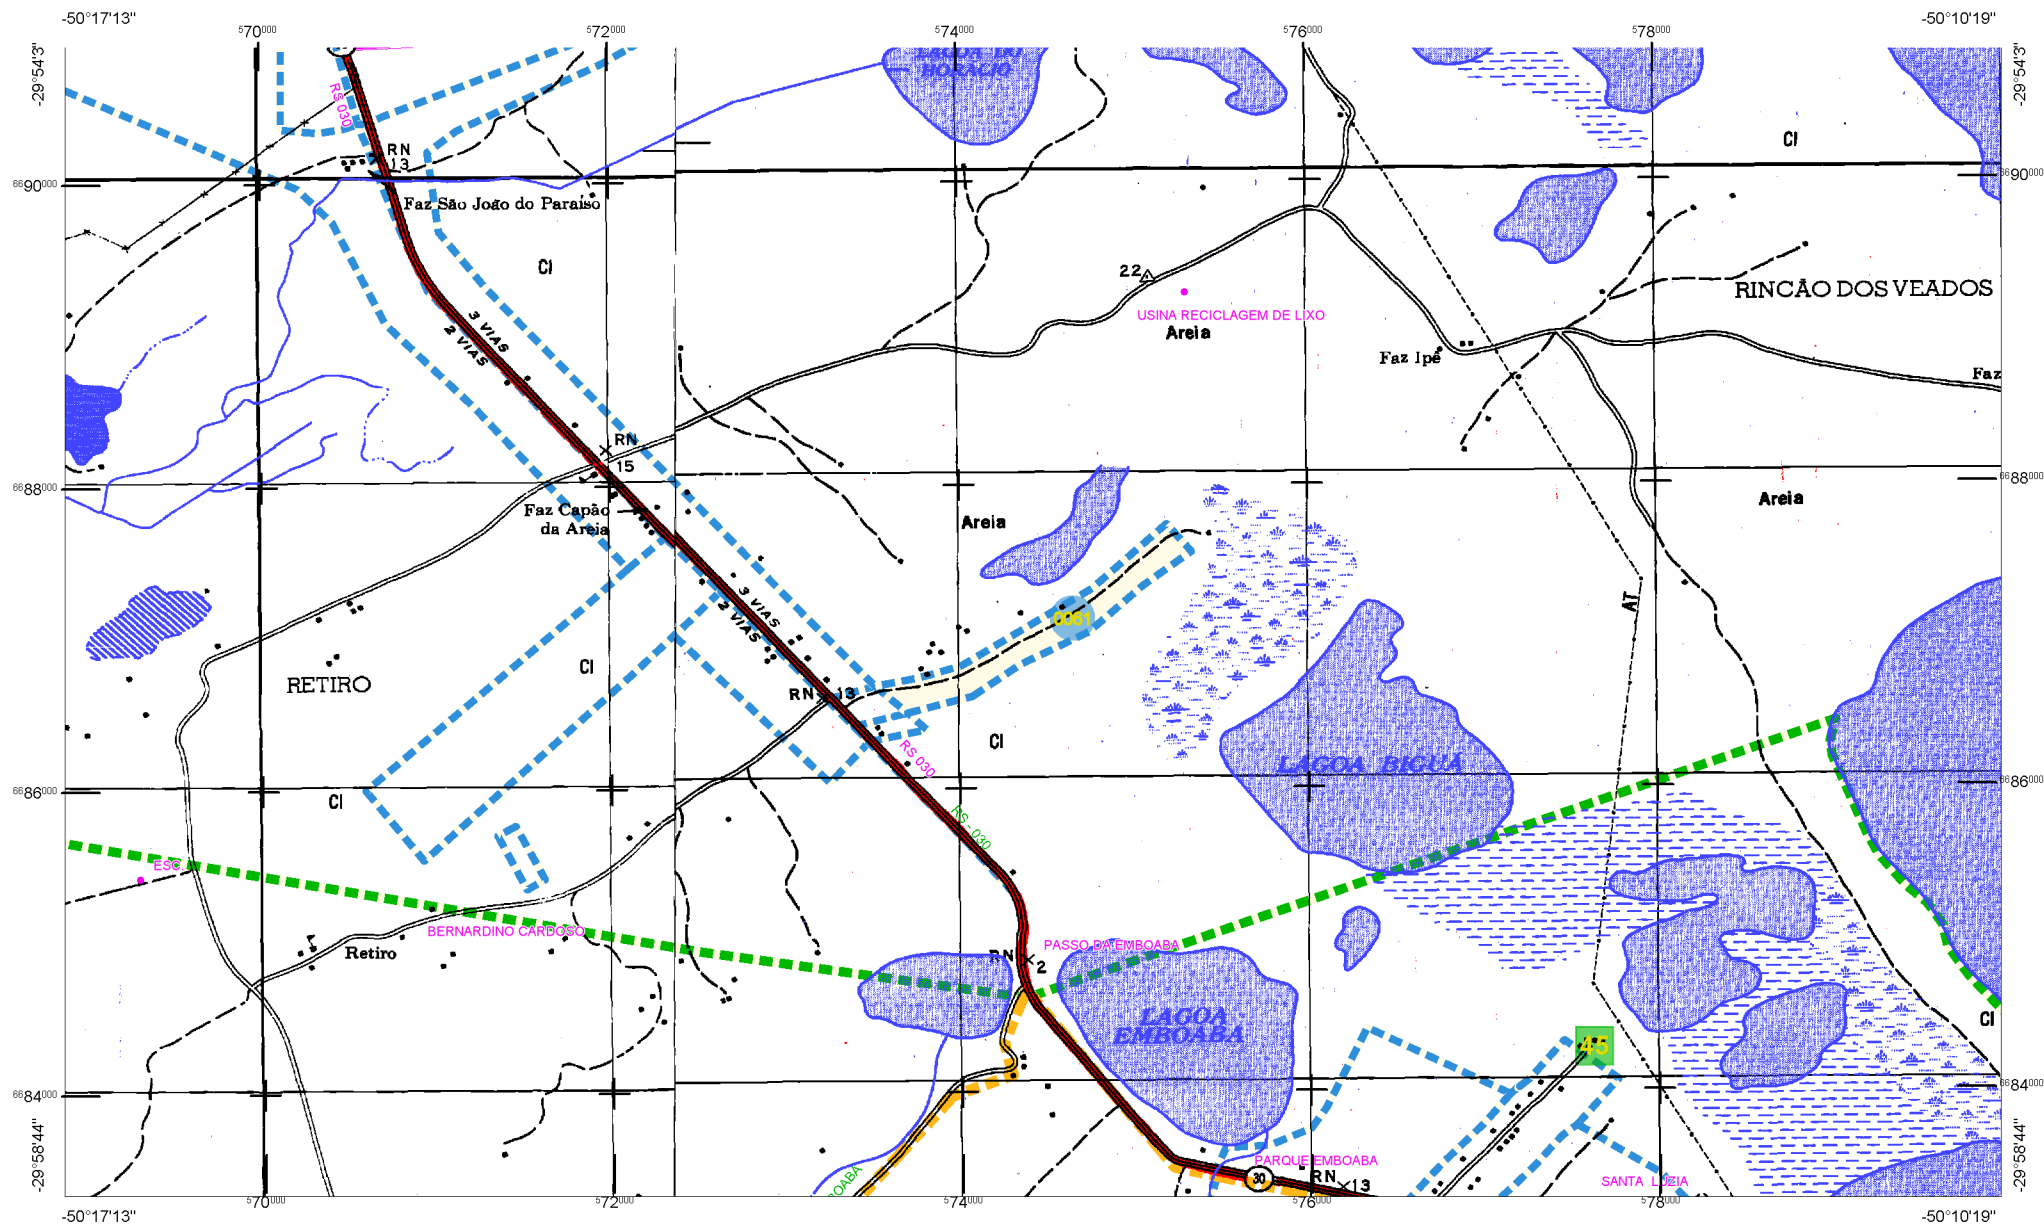 -50°17'13"
-50°10'19"
570000
572000
574000
576000
578000
-29°54'3"
-29°54'3"
LAGOA DO
HORACIO
RS 030
CI
RN
13
6690000
6690000
Faz São João do Paraiso
CI
22
RINCÃO DOS VEADOS
USINA RECICLAGEM DE LIXO
Areia
3 VIAS
2 VIAS
Faz Ipê
Faz
RN
15
6688000
6688000
Areia
Faz Capão
da Areia
Areia
3 VIAS
2 VIAS
AT
0061
CI
RETIRO
RN
13
CI
RS 030
LAGOA BIGUÁ
6686000
6686000
CI
RS - 030
ESC.
BERNARDINO CARDOSO
Retiro
PASSO DA EMBOABA
RN
2
LAGOA
EMBOABA
CI
45
6684000
6684000
PARQUE EMBOABA
30
RN
13
SANTA LUZIA
OABA
-29°58'44"
-29°58'44"
570000
572000
574000
576000
578000
-50°17'13"
-50°10'19"